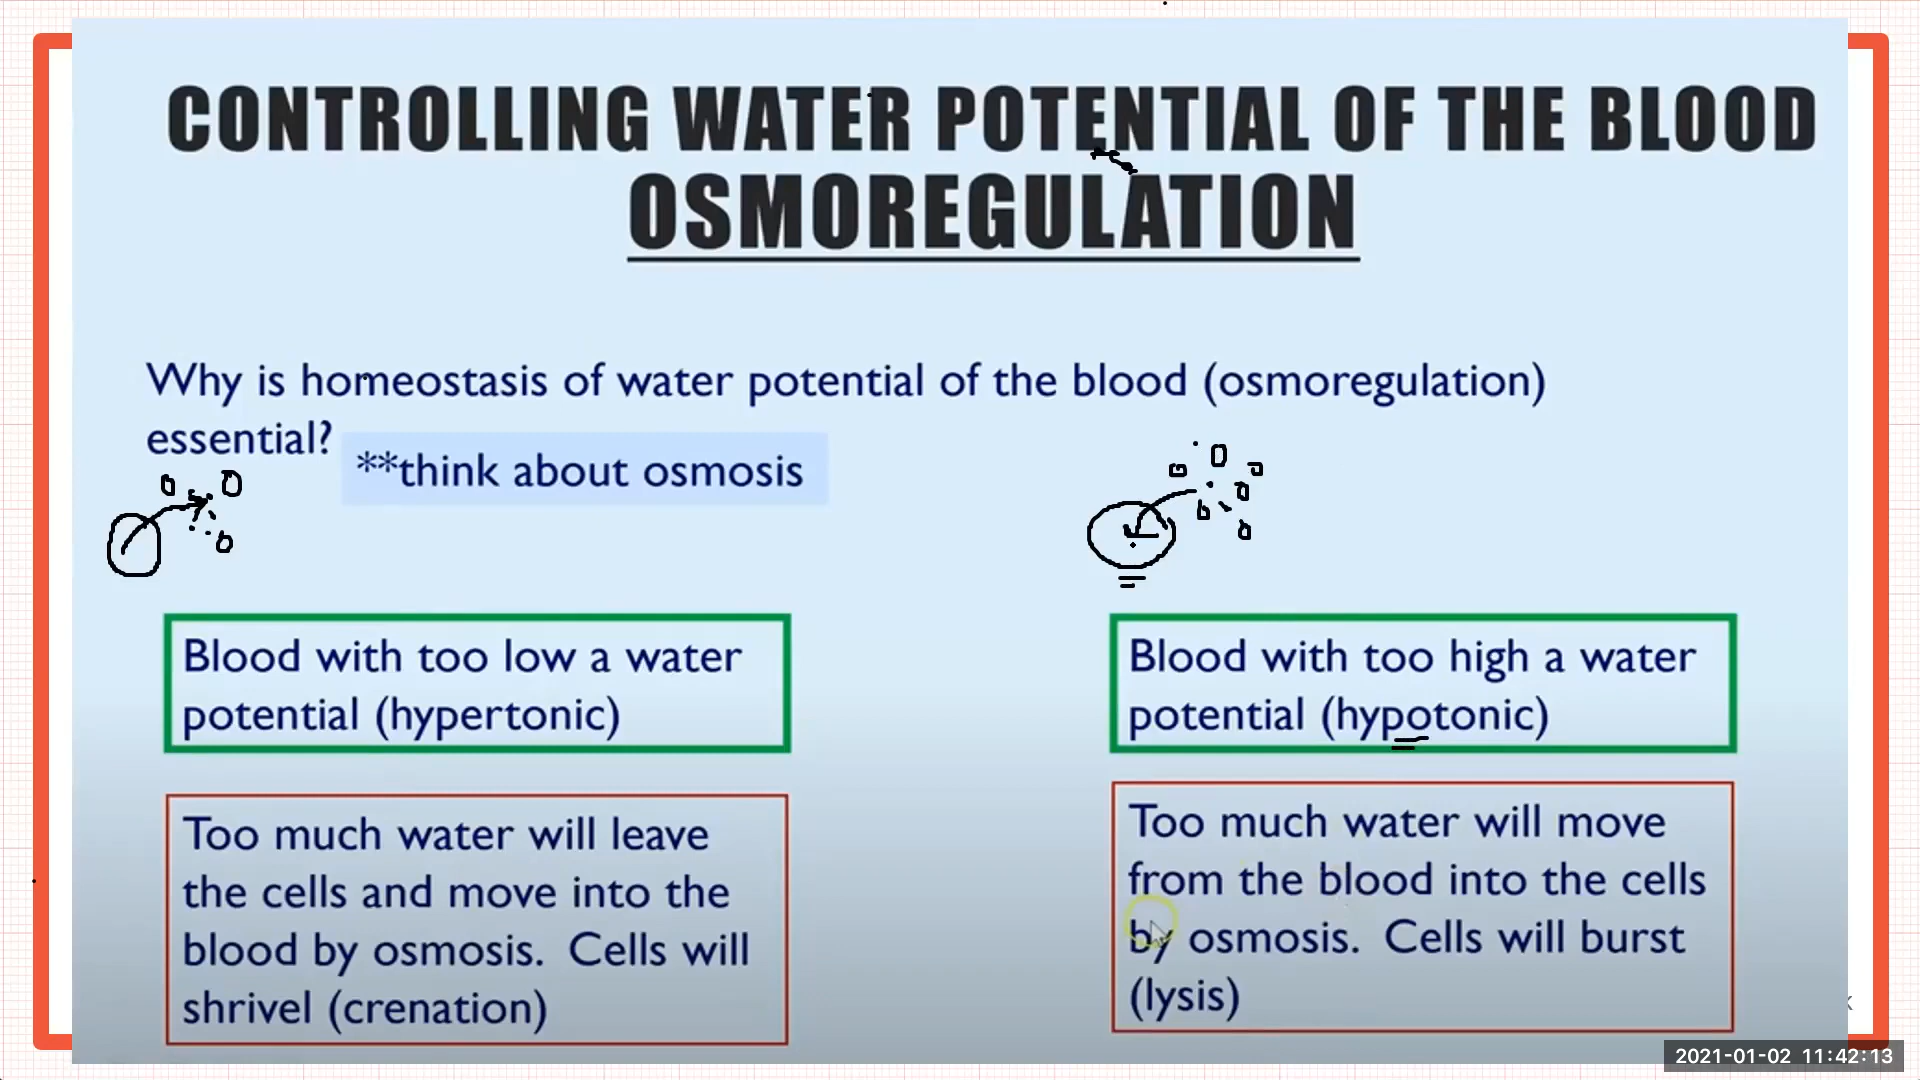 CONTROLLING WATER POTENTIAL OF THE BLOOD
OSMOREGULATION
Why is homeostasis of water potential of the blood (osmoregulation)
essential?
**think about osmosis
Blood with too low a water
potential (hypertonic)
Too much water will leave
the cells and move into the
blood by osmosis. Cells will
shrivel (crenation)
Blood with too high a water
potential (hypotonic)
Too much water will move
from the blood into the cells
by osmosis. Cells will burst
(lysis)
2021-01-02 11:42:13